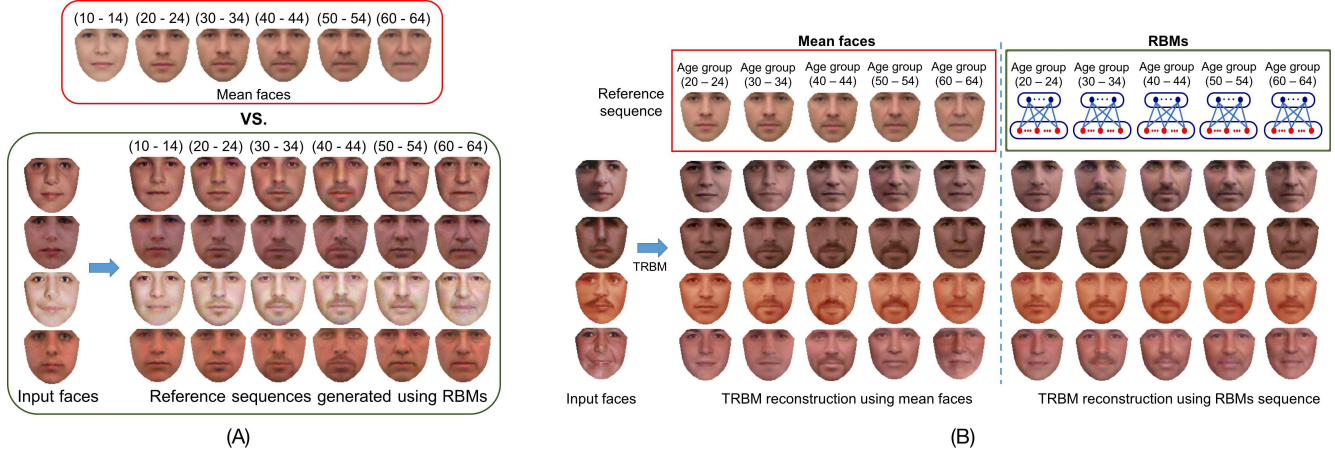 (10 - 14) (20 - 24) (30 - 34) (40 - 44) (50 - 54) (60 - 64)
Mean faces
VS.
(10 - 14) (20 - 24) (30 - 34) (40 - 44) (50 - 54) (60 - 64)
Input faces
Reference sequences generated using RBMs
(A)
Mean faces
RBMs
Reference sequence
Age group (20 – 24)
Age group (30 – 34)
Age group (40 – 44)
Age group (50 – 54)
Age group (60 – 64)
Age group (20 – 24)
Age group (30 – 34)
Age group (40 – 44)
Age group (50 – 54)
Age group (60 – 64)
TRBM
Input faces
TRBM reconstruction using mean faces
TRBM reconstruction using RBMs sequence
(B)